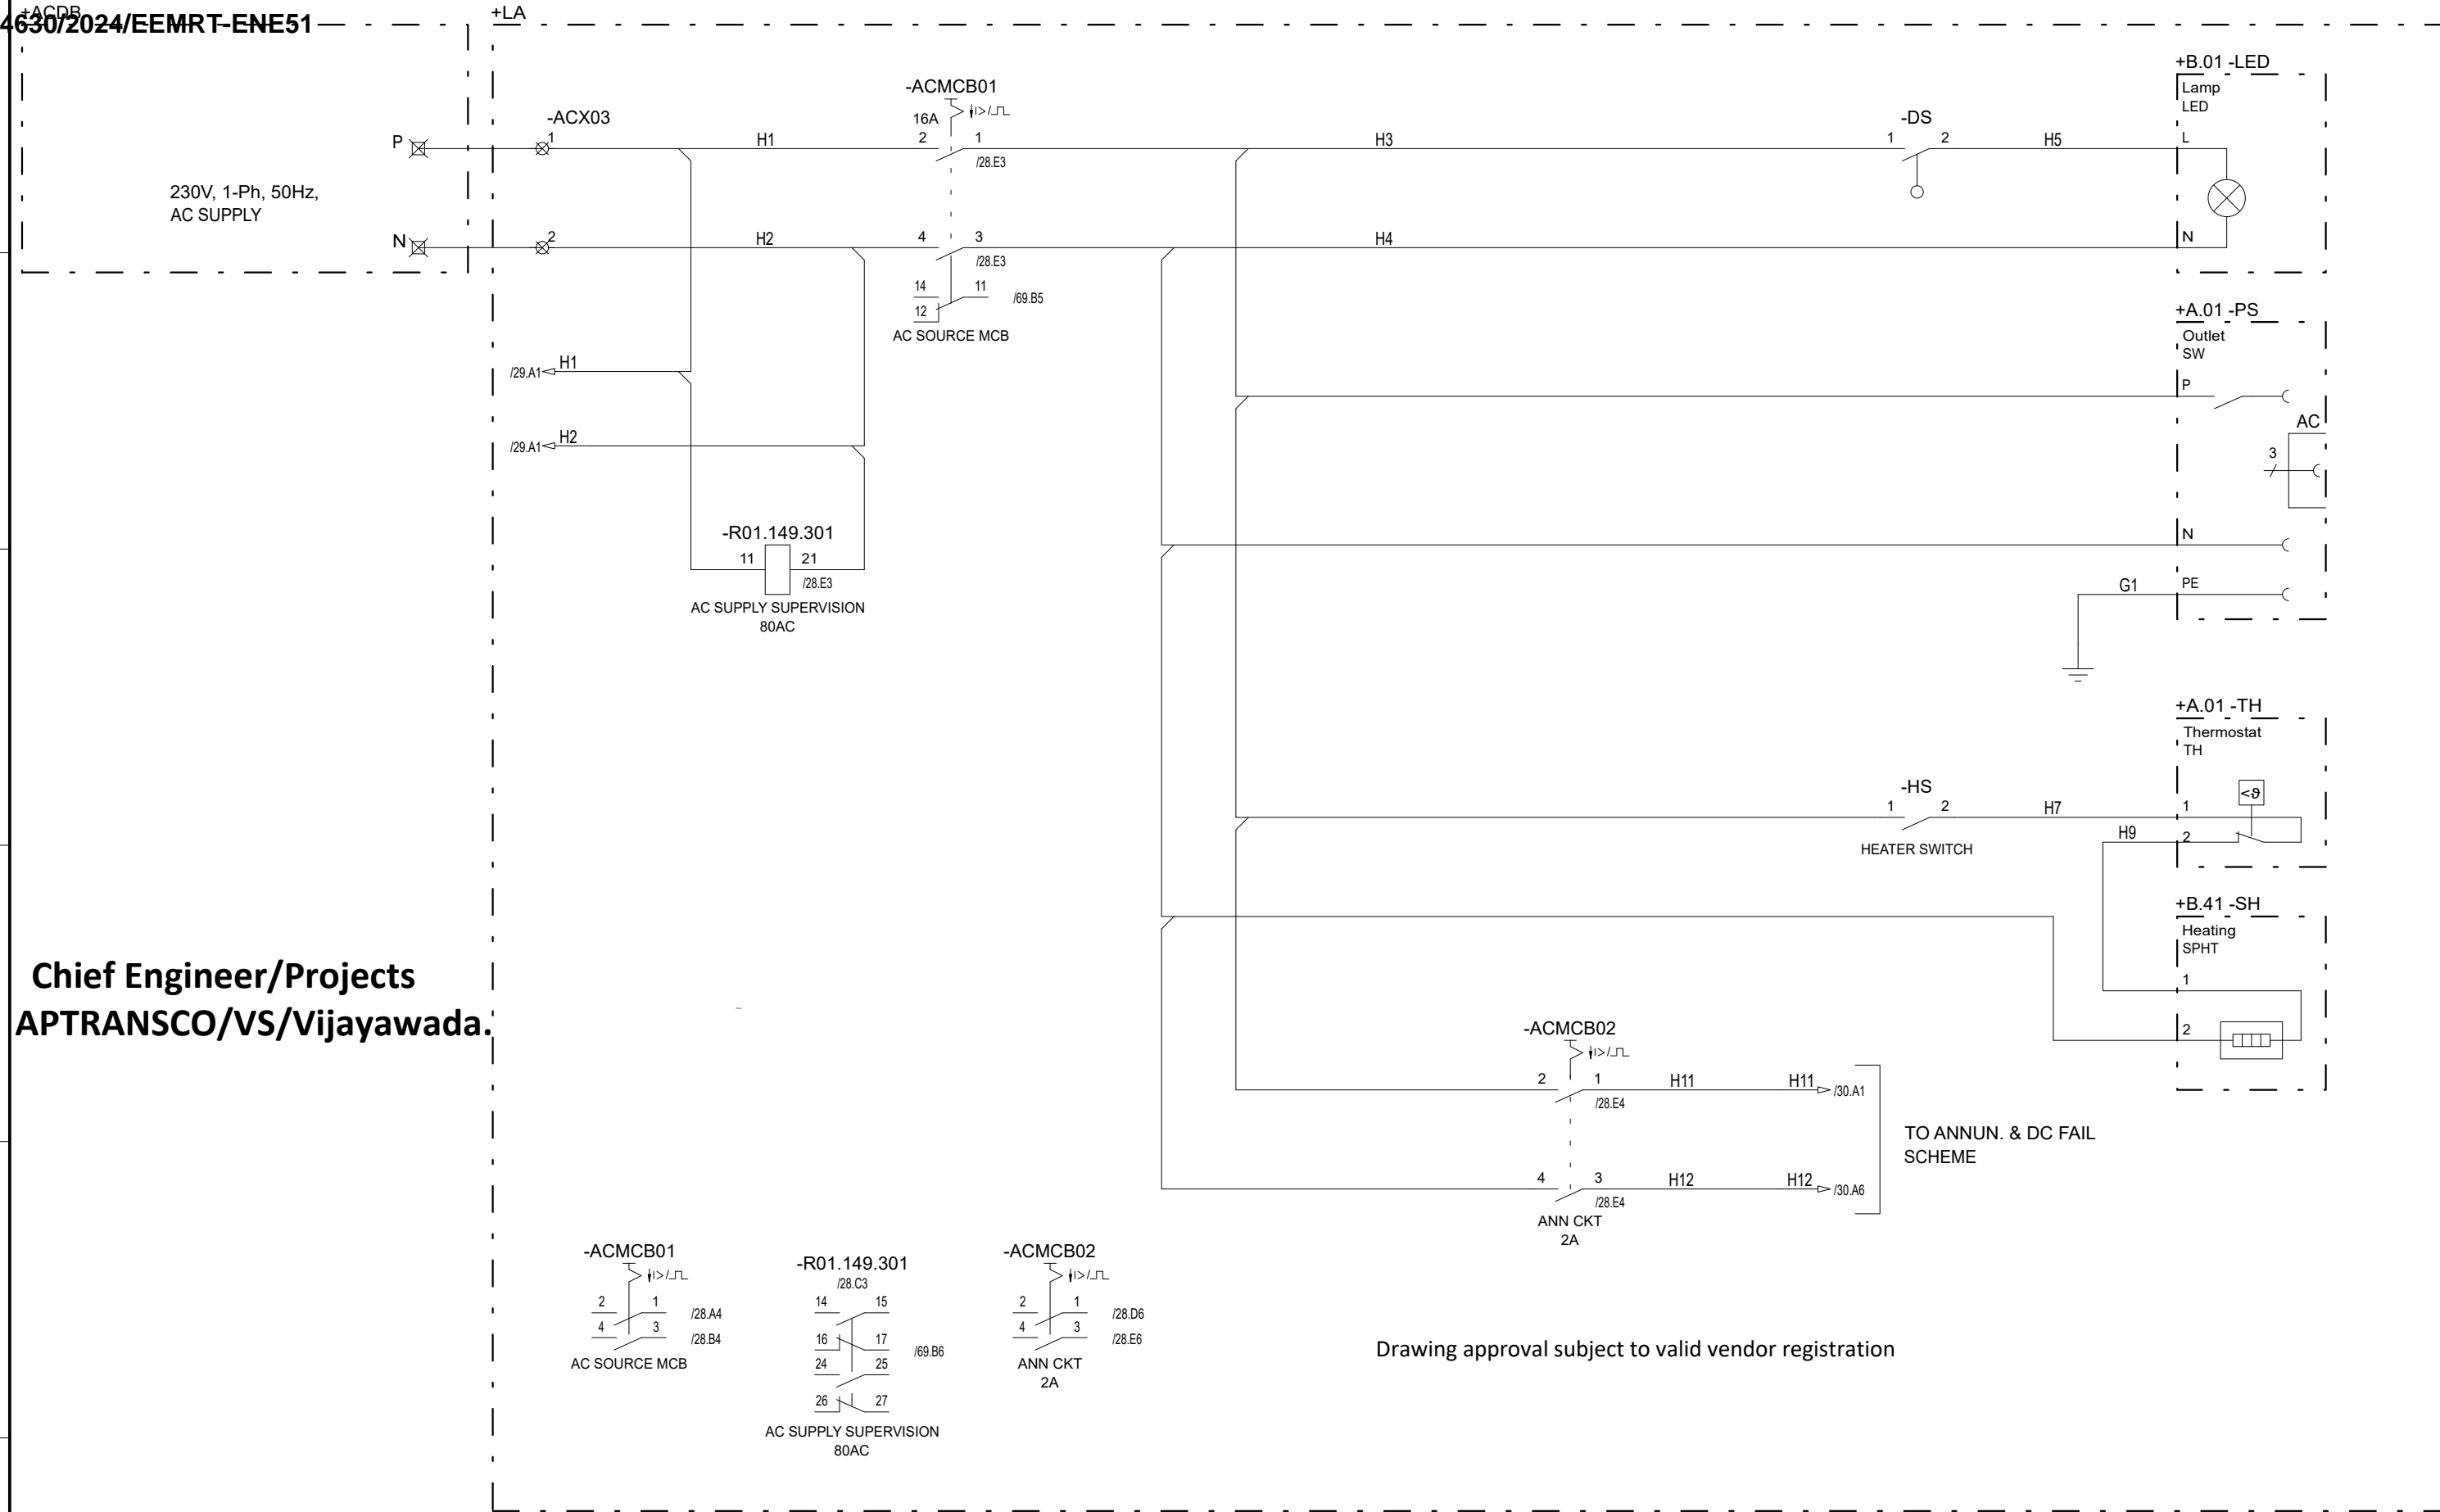 +ACDB
4630/2024/EEMRT-ENE51
+LA
+B.01 -LED
Lamp
LED
-ACMCB01
16A
I>/
-ACX03
-DS
P
1
H1
2
1
/28.E3
H3
1
2
H5
L
230V, 1-Ph, 50Hz,
AC SUPPLY
N
2
H2
4
3
/28.E3
H4
N
14
11
/69.B5
12
AC SOURCE MCB
+A.01 -PS
Outlet
SW
P
/29.A1
H1
AC
/29.A1
H2
3
-R01.149.301
11
21
/28.E3
AC SUPPLY SUPERVISION
80AC
N
G1
PE
+A.01 -TH
Thermostat
TH
<ϑ
-HS
1
2
H7
1
HEATER SWITCH
H9
2
+B.41 -SH
Heating
SPHT
1
2
Chief Engineer/Projects
APTRANSCO/VS/Vijayawada.
-ACMCB02
I>/
2
1
/28.E4
H11
H11
/30.A1
TO ANNUN. & DC FAIL
SCHEME
4
3
/28.E4
H12
H12
/30.A6
ANN CKT
2A
-ACMCB01
I>/
2
1
/28.A4
4
3
/28.B4
AC SOURCE MCB
-R01.149.301
/28.C3
14
15
16
17
/69.B6
24
25
26
27
AC SUPPLY SUPERVISION
80AC
-ACMCB02
I>/
2
1
/28.D6
4
3
/28.E6
ANN CKT
2A
Drawing approval subject to valid vendor registration